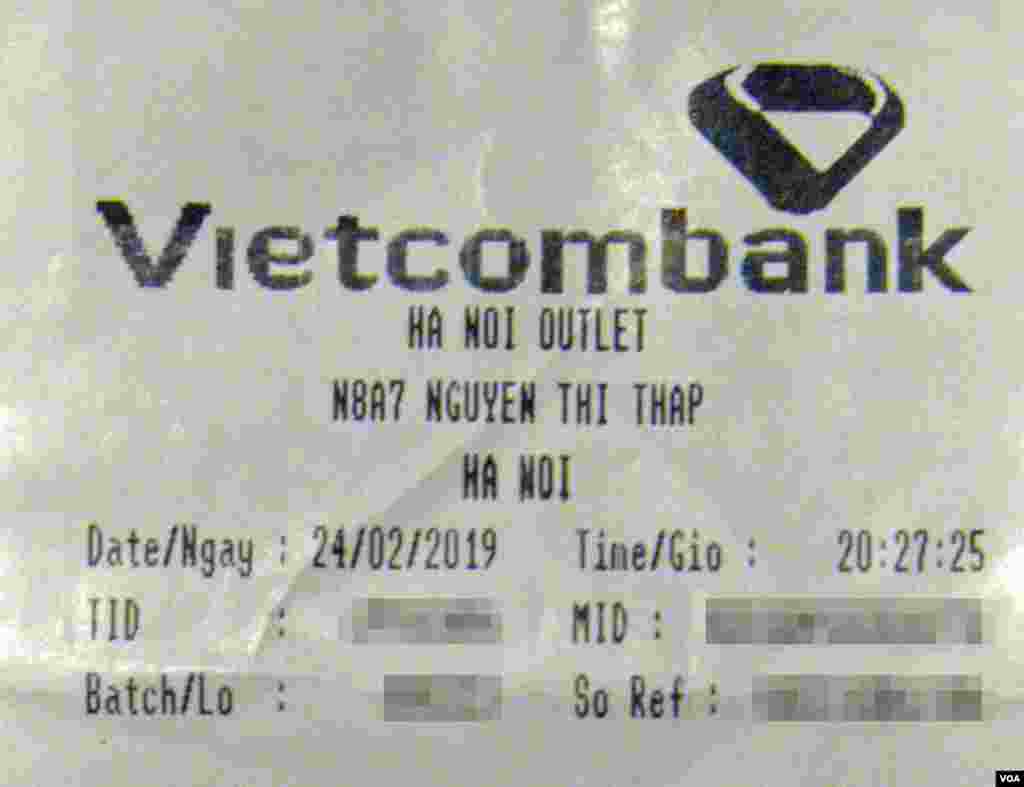 Vietcombank
HA NOI OUTLET
N8A7 NGUYEN THI THAP
HA NOI
Date/Ngay : 24/02/2019 Time/Gio : 20:27:25
TID : MID :
Batch/Lo : So Ref :
VOA